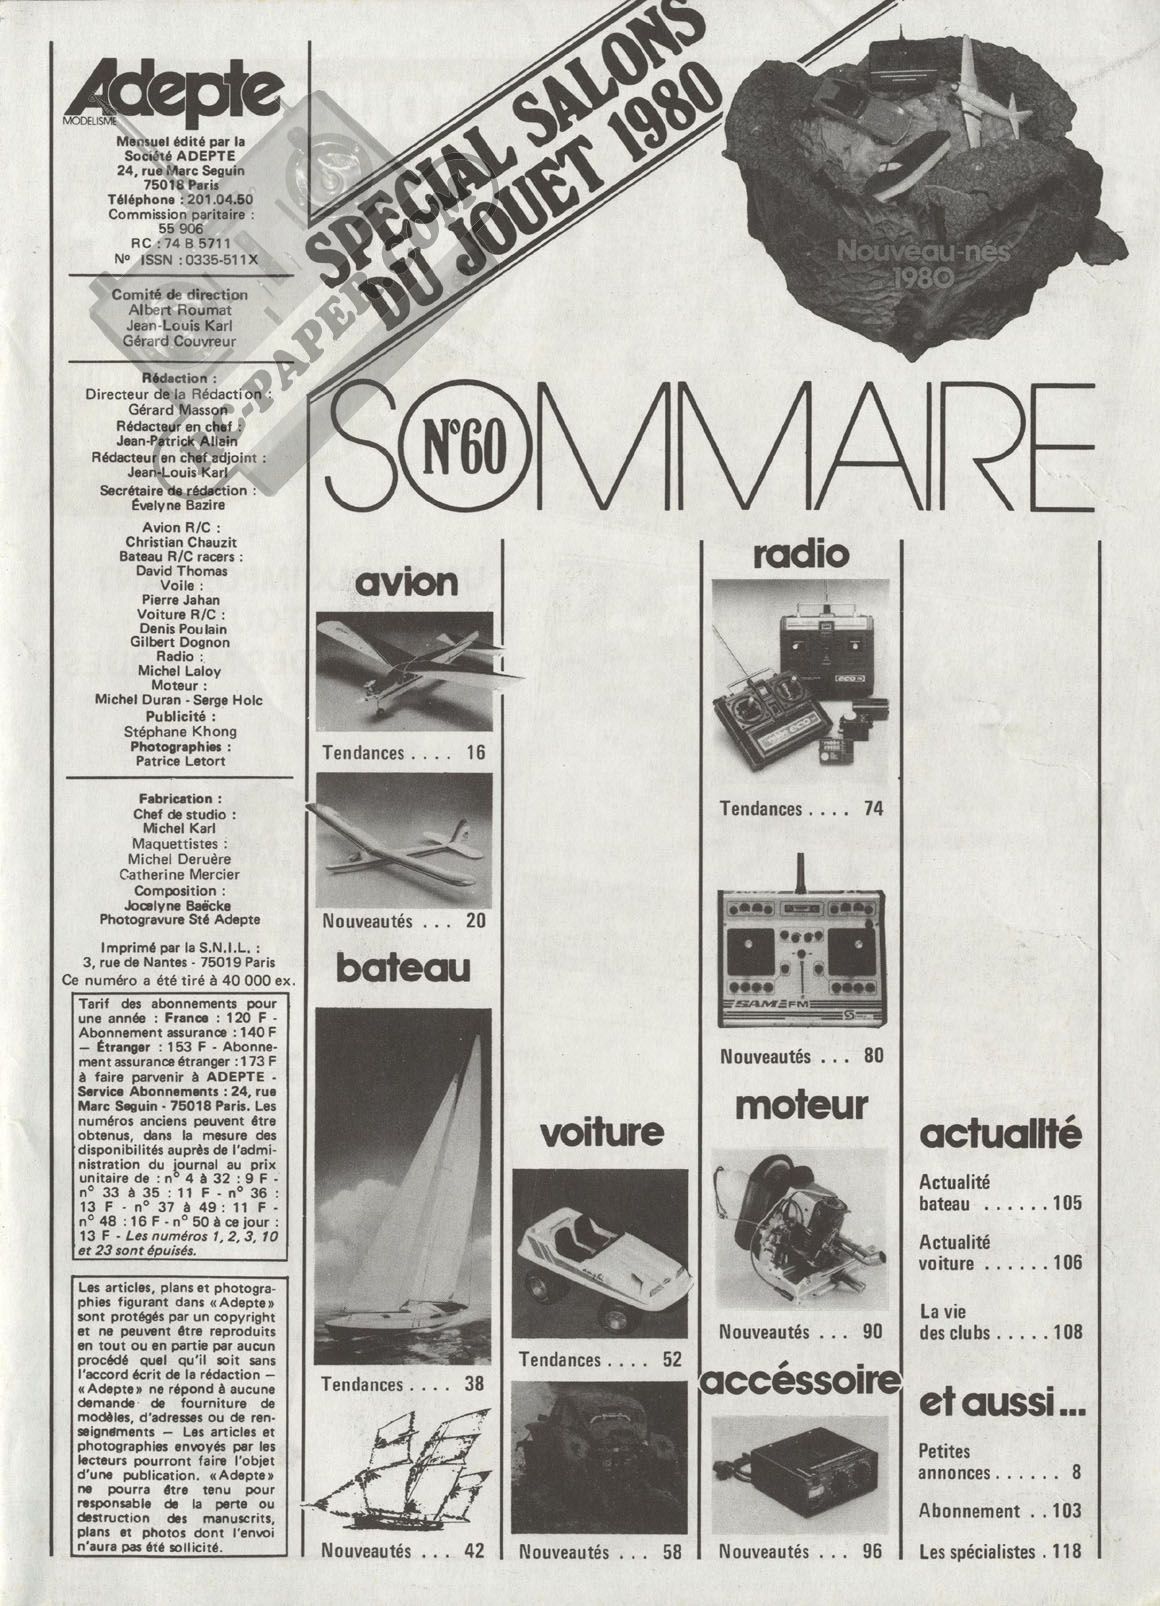 Adepte
MODELISME
Mensuel édité par la
Société ADEPTE
24, rue Marc Seguin
75018 Paris
Téléphone : 201.04.50
Commission paritaire :
55 906
RC : 74 B 5711
N° ISSN : 0335-511X
Comité de direction
Albert Roumat
Jean-Louis Karl
Gérard Couvreur
Rédaction :
Directeur de la Rédaction :
Gérard Masson
Rédacteur en chef :
Jean-Patrick Allain
Rédacteur en chef adjoint :
Jean-Louis Karl
Secrétaire de rédaction :
Évelyne Bazire
Avion R/C :
Christian Chauzit
Bateau R/C racers :
David Thomas
Voile :
Pierre Jahan
Voiture R/C :
Denis Poulain
Gilbert Dognon
Radio :
Michel Laloy
Moteur :
Michel Duran - Serge Holc
Publicité :
Stéphane Khong
Photographies :
Patrice Letort
Fabrication :
Chef de studio :
Michel Karl
Maquettistes :
Michel Deruère
Catherine Mercier
Composition :
Jocelyne Baëcke
Photogravure Sté Adepte
Imprimé par la S.N.I.L. :
3, rue de Nantes - 75019 Paris
Ce numéro a été tiré à 40 000 ex.
Tarif des abonnements pour
une année : France : 120 F -
Abonnement assurance : 140 F
— Étranger : 153 F - Abonne-
ment assurance étranger : 173 F
à faire parvenir à ADEPTE -
Service Abonnements : 24, rue
Marc Seguin - 75018 Paris. Les
numéros anciens peuvent être
obtenus, dans la mesure des
disponibilités auprès de l'admi-
nistration du journal au prix
unitaire de : n° 4 à 32 : 9 F -
n° 33 à 35 : 11 F - n° 36 :
13 F - n° 37 à 49 : 11 F -
n° 48 : 16 F - n° 50 à ce jour :
13 F - Les numéros 1, 2, 3, 10
et 23 sont épuisés.
Les articles, plans et photogra-
phies figurant dans «Adepte»
sont protégés par un copyright
et ne peuvent être reproduits
en tout ou en partie par aucun
procédé quel qu'il soit sans
l'accord écrit de la rédaction —
«Adepte» ne répond à aucune
demande de fourniture de
modèles, d'adresses ou de ren-
seignements — Les articles et
photographies envoyés par les
lecteurs pourront faire l'objet
d'une publication. «Adepte»
ne pourra être tenu pour
responsable de la perte ou
destruction des manuscrits,
plans et photos dont l'envoi
n'aura pas été sollicité.
SPECIAL SALONS
DU JOUET 1980
RC-PAPER.COM
Nouveau-nés
1980
SOMMAIRE
N°60
avion
Tendances .... 16
Nouveautés ... 20
bateau
Tendances .... 38
Nouveautés ... 42
voiture
Tendances .... 52
Nouveautés ... 58
radio
Tendances .... 74
SAM FM
Nouveautés ... 80
moteur
Nouveautés ... 90
accéssoire
Nouveautés ... 96
actualité
Actualité
bateau ...... 105
Actualité
voiture ...... 106
La vie
des clubs ..... 108
et aussi...
Petites
annonces ...... 8
Abonnement .. 103
Les spécialistes . 118